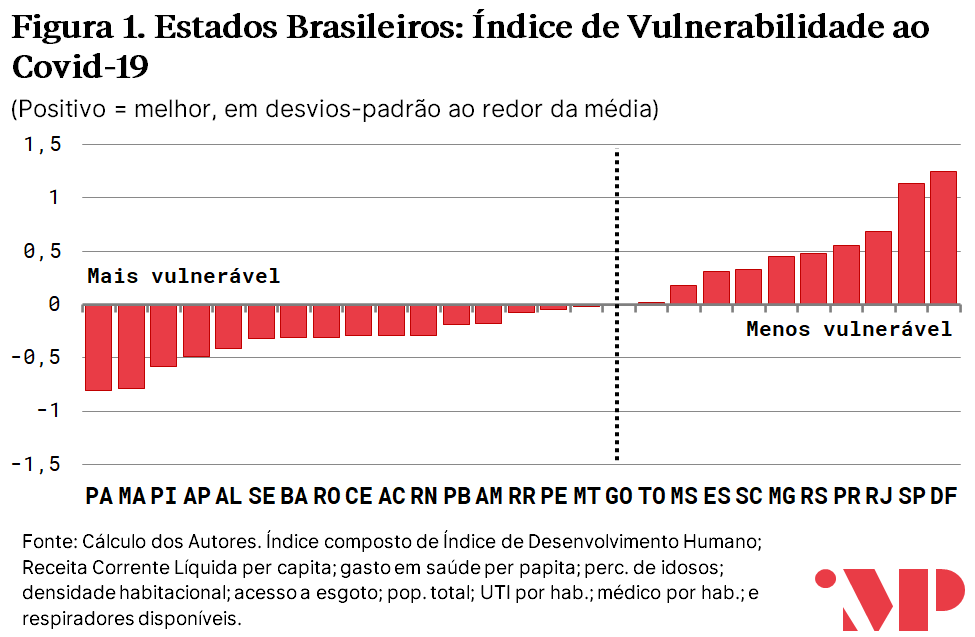 Figura 1. Estados Brasileiros: Índice de Vulnerabilidade ao
Covid-19
(Positivo = melhor, em desvios-padrão ao redor da média)
1,5
1
0,5
Mais vulnerável
0
Menos vulnerável
-0,5
-1
-1,5
PA MA PI AP AL SE BA RO CE AC RN PB AM RR PE MT GO TO MS ES SC MG RS PR RJ SP DF
Fonte: Cálculo dos Autores. Índice composto de Índice de Desenvolvimento Humano;
Receita Corrente Líquida per capita; gasto em saúde per papita; perc. de idosos;
densidade habitacional; acesso a esgoto; pop. total; UTI por hab.; médico por hab.; e
respiradores disponíveis.
iMP